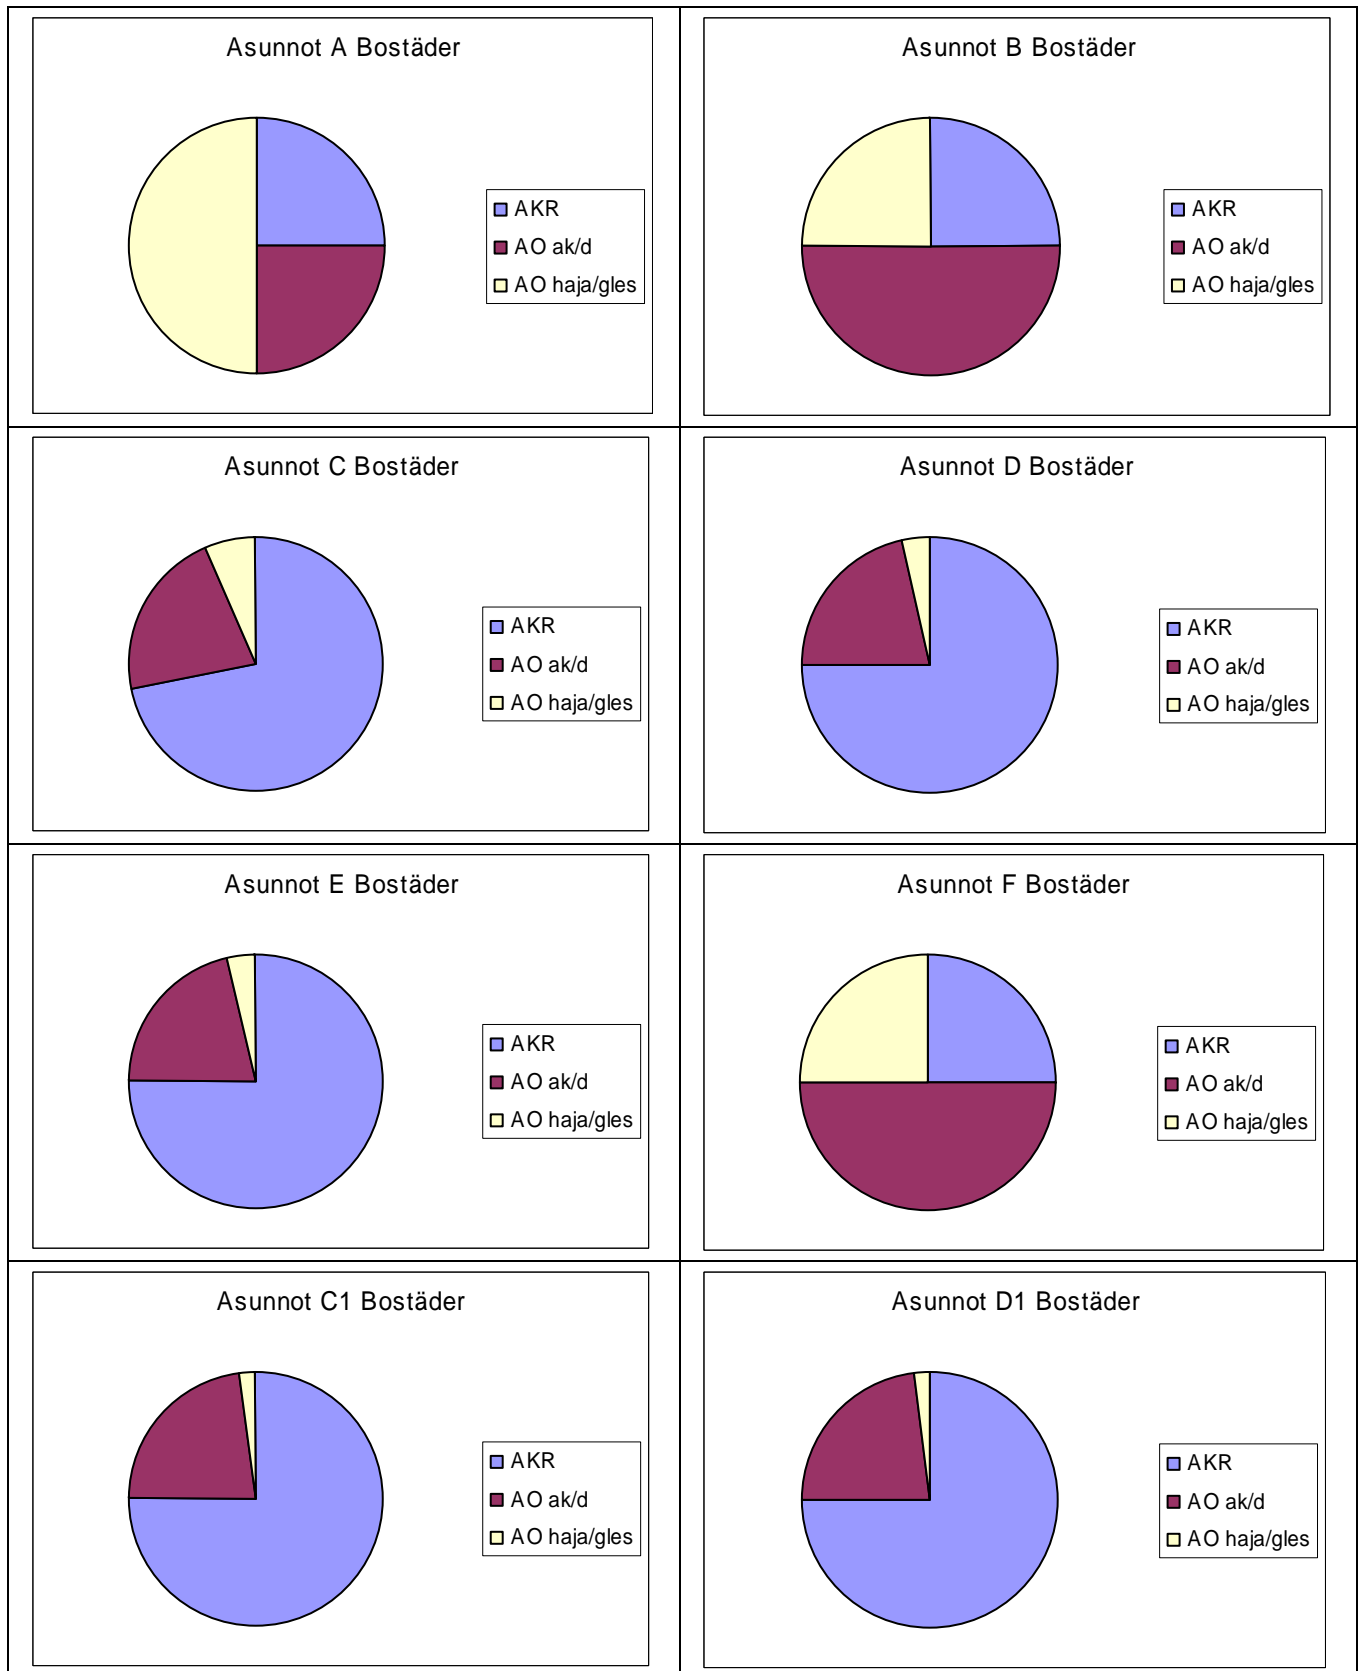 Asunnot A Bostäder
AKR
AO ak/d
AO haja/gles
Asunnot B Bostäder
AKR
AO ak/d
AO haja/gles
Asunnot C Bostäder
AKR
AO ak/d
AO haja/gles
Asunnot D Bostäder
AKR
AO ak/d
AO haja/gles
Asunnot E Bostäder
AKR
AO ak/d
AO haja/gles
Asunnot F Bostäder
AKR
AO ak/d
AO haja/gles
Asunnot C1 Bostäder
AKR
AO ak/d
AO haja/gles
Asunnot D1 Bostäder
AKR
AO ak/d
AO haja/gles